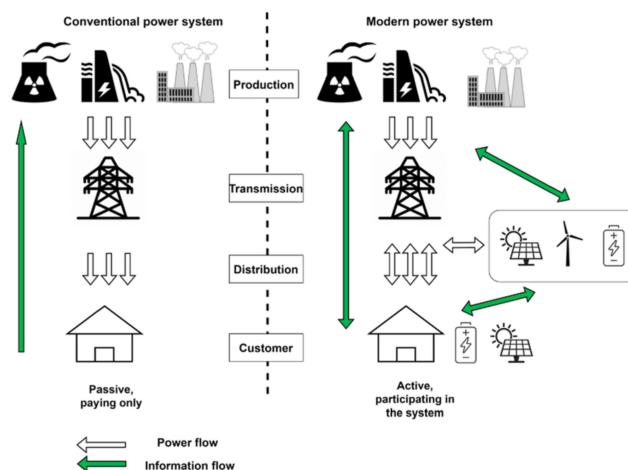 Conventional power system
Modern power system
Production
Transmission
Distribution
Customer
Passive,
paying only
Active,
participating in
the system
Power flow
Information flow